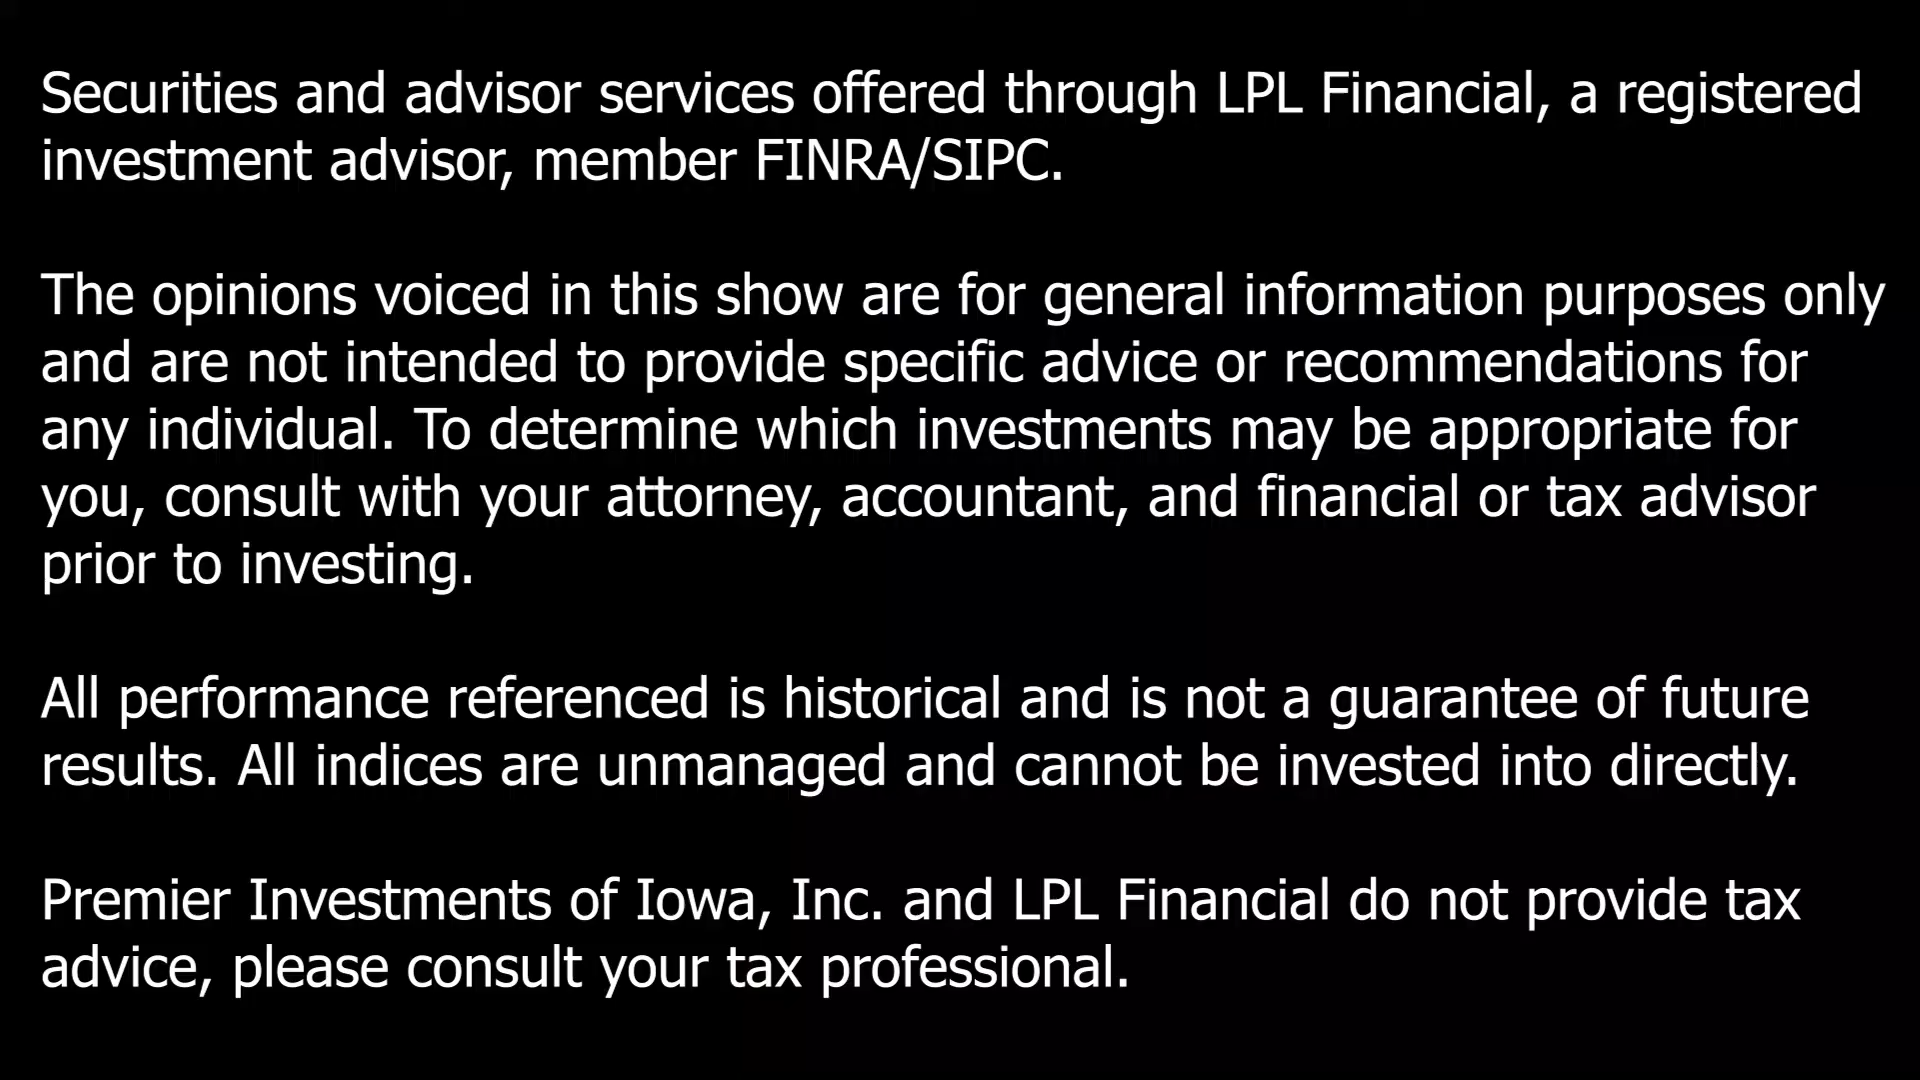 Securities and advisor services offered through LPL Financial, a registered
investment advisor, member FINRA/SIPC.
The opinions voiced in this show are for general information purposes only
and are not intended to provide specific advice or recommendations for
any individual. To determine which investments may be appropriate for
you, consult with your attorney, accountant, and financial or tax advisor
prior to investing.
All performance referenced is historical and is not a guarantee of future
results. All indices are unmanaged and cannot be invested into directly.
Premier Investments of Iowa, Inc. and LPL Financial do not provide tax
advice, please consult your tax professional.